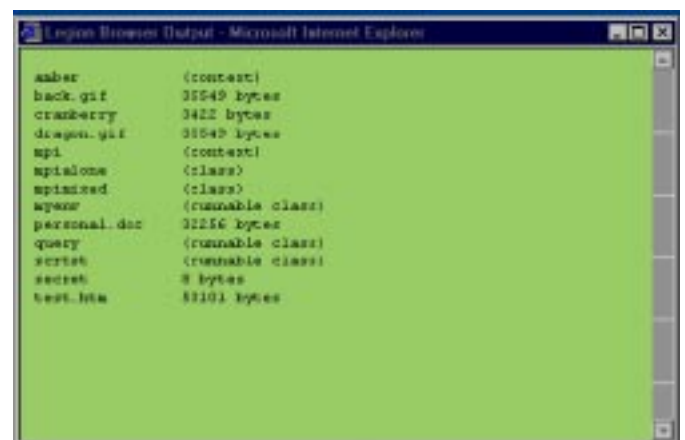 Legion Browser Output - Microsoft Internet Explorer
amber (context)
back.gif 35549 bytes
cranberry 3422 bytes
dragon.gif 35549 bytes
mpi (context)
mpialone (class)
mpimixed (class)
(runnable class)
personal.doc 32256 bytes
query (runnable class)
(runnable class)
secret 8 bytes
test.htm 53101 bytes